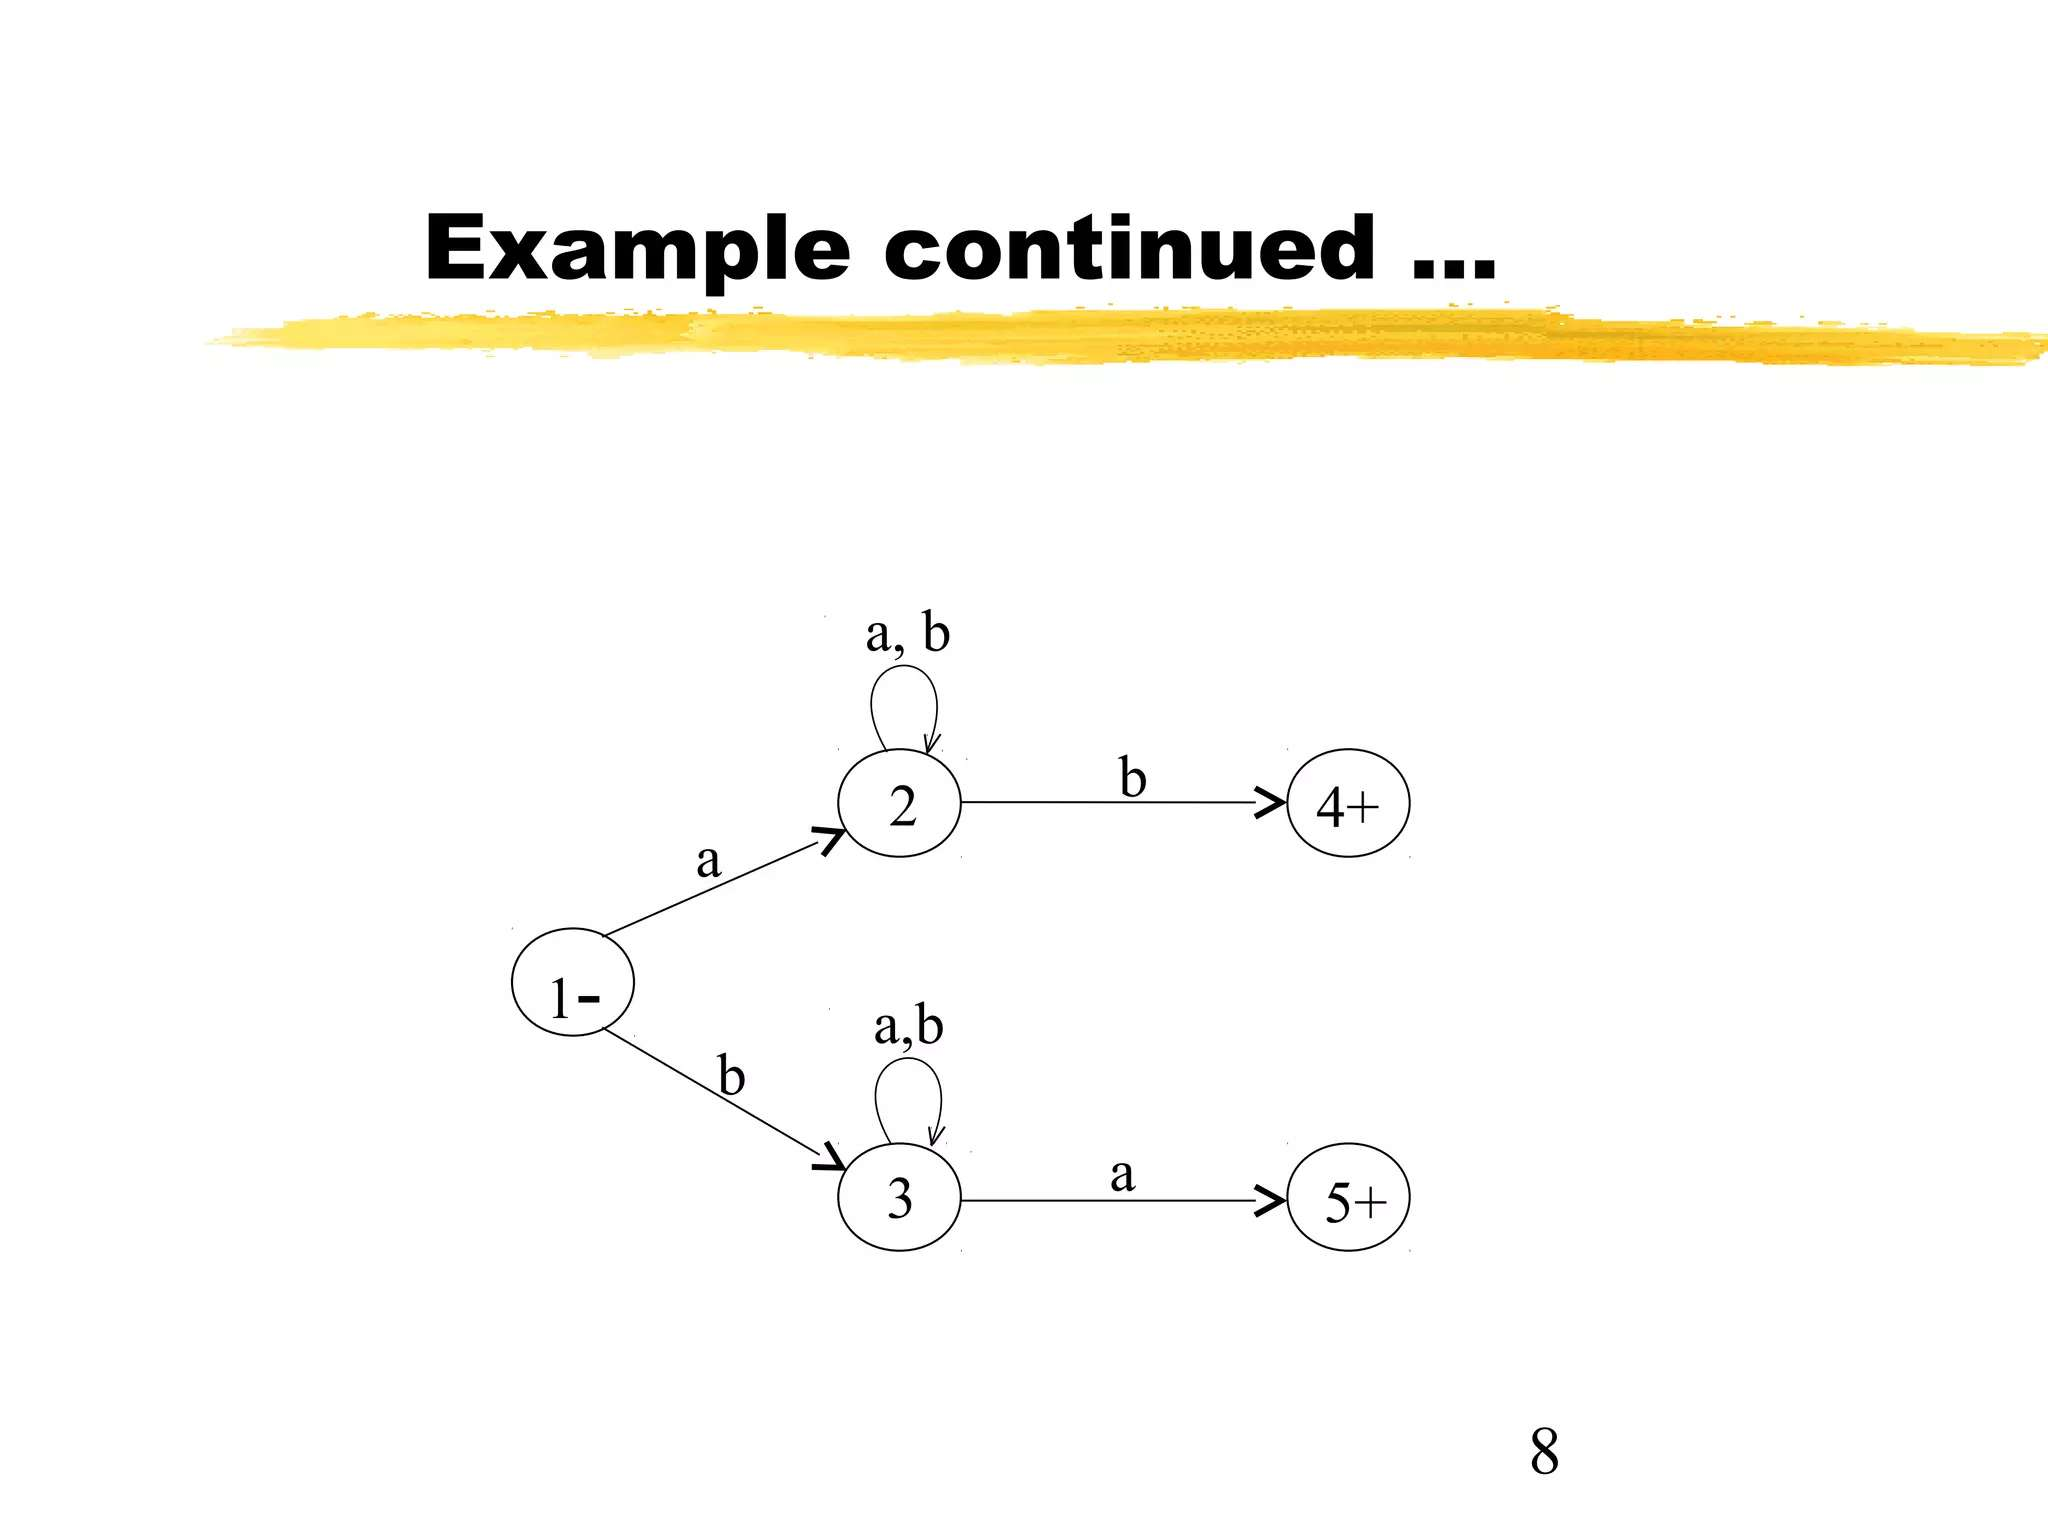 Example continued ...
a, b
b
2
4+
a
1-
a,b
b
a
3
5+
8